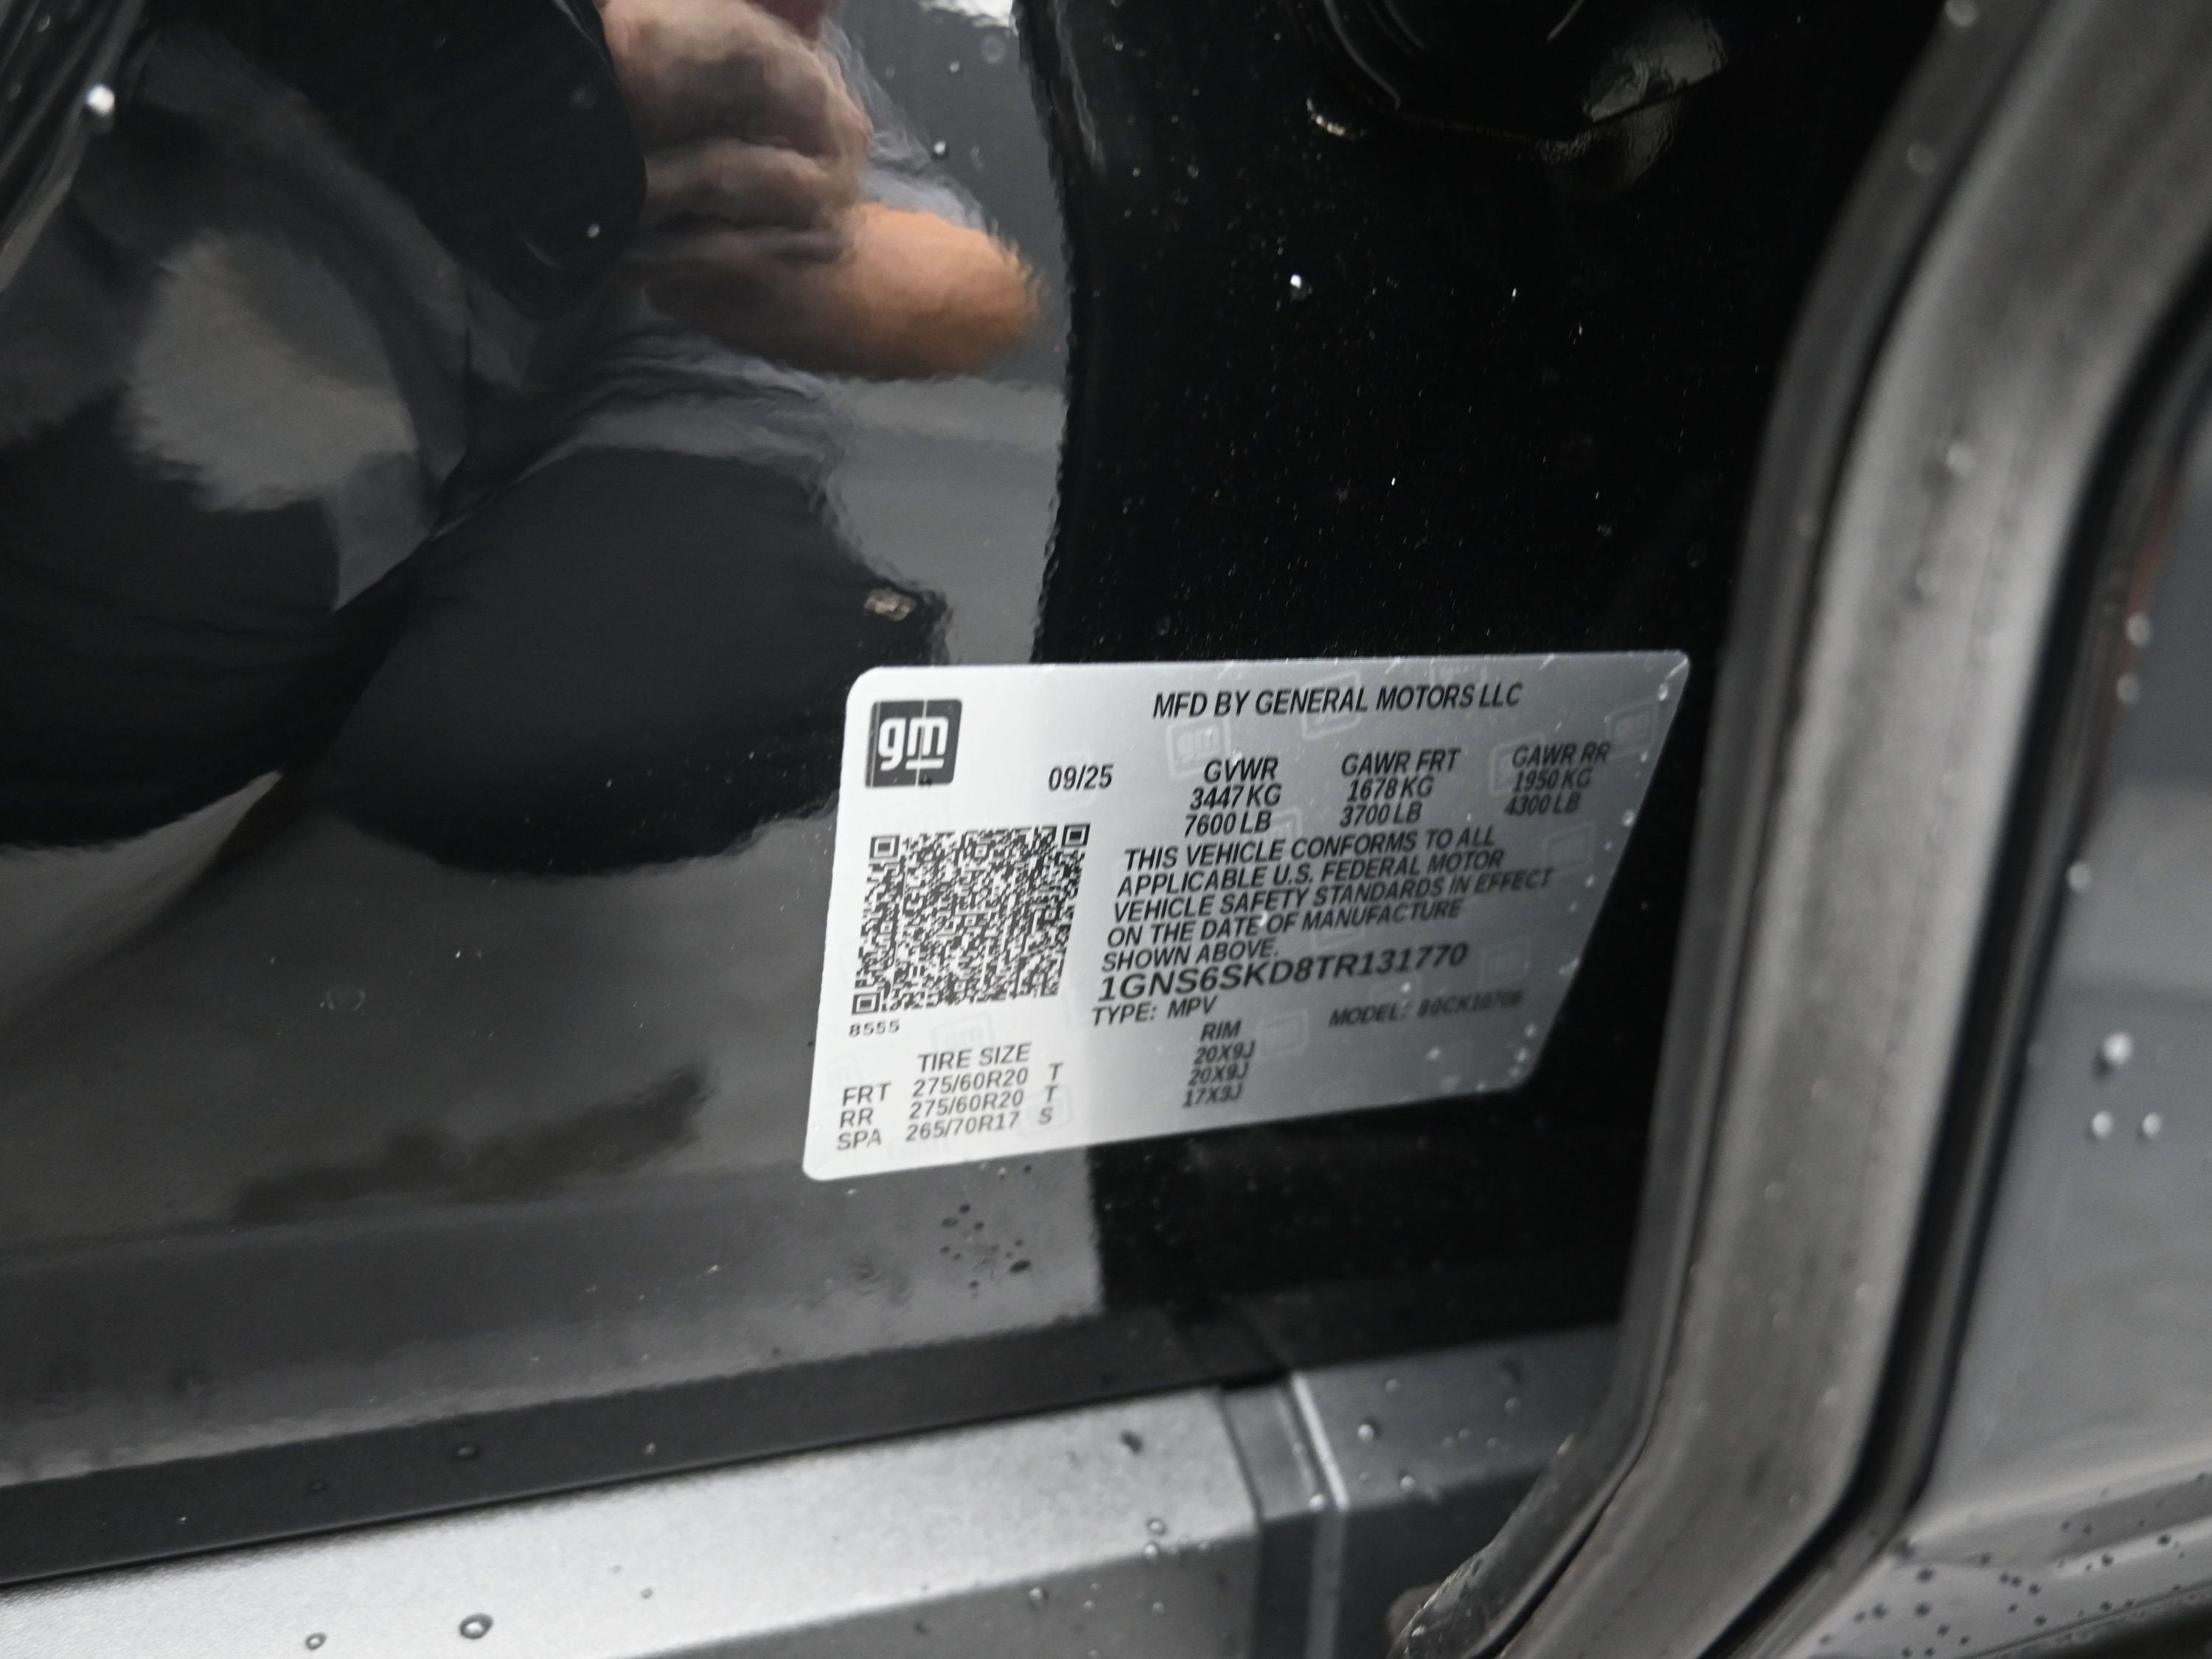 gm
MFD BY GENERAL MOTORS LLC
09/25
GVWR GAWR FRT GAWR RR
3447 KG 1678 KG 1950 KG
7600 LB 3700 LB 4300 LB
THIS VEHICLE CONFORMS TO ALL
APPLICABLE U.S. FEDERAL MOTOR
VEHICLE SAFETY STANDARDS IN EFFECT
ON THE DATE OF MANUFACTURE
SHOWN ABOVE.
1GNS6SKD8TR131770
TYPE: MPV MODEL:
8555
TIRE SIZE RIM
FRT 275/60R20 T 20X9J
RR 275/60R20 T 20X9J
SPA 265/70R17 S 17X9J